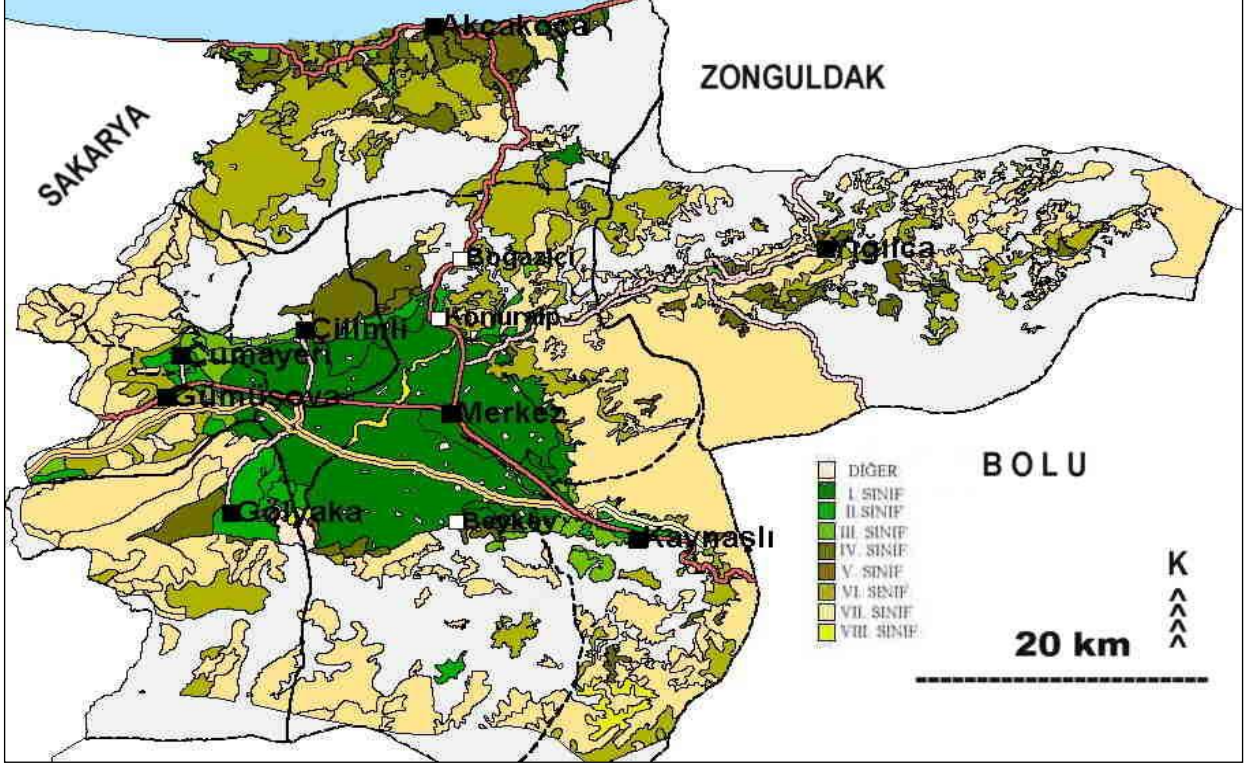 Akçakoca
ZONGULDAK
SAKARYA
Yığılca
Boğaziçi
Konuralp
Çilimli
Cumayeri
Gümüşova
Merkez
BOLU
DİĞER
I. SINIF
II. SINIF
III. SINIF
IV. SINIF
V. SINIF
VI. SINIF
VII. SINIF
VIII. SINIF
Gölyaka
Beyköy
Kaynaşlı
K
20 km